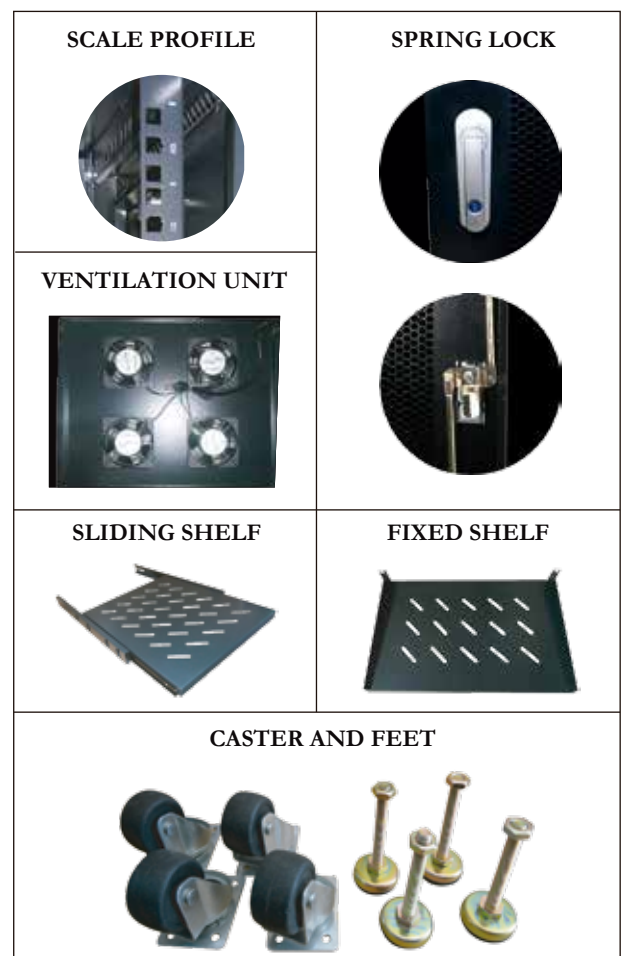 SCALE PROFILE
SPRING LOCK
VENTILATION UNIT
SLIDING SHELF
FIXED SHELF
CASTER AND FEET